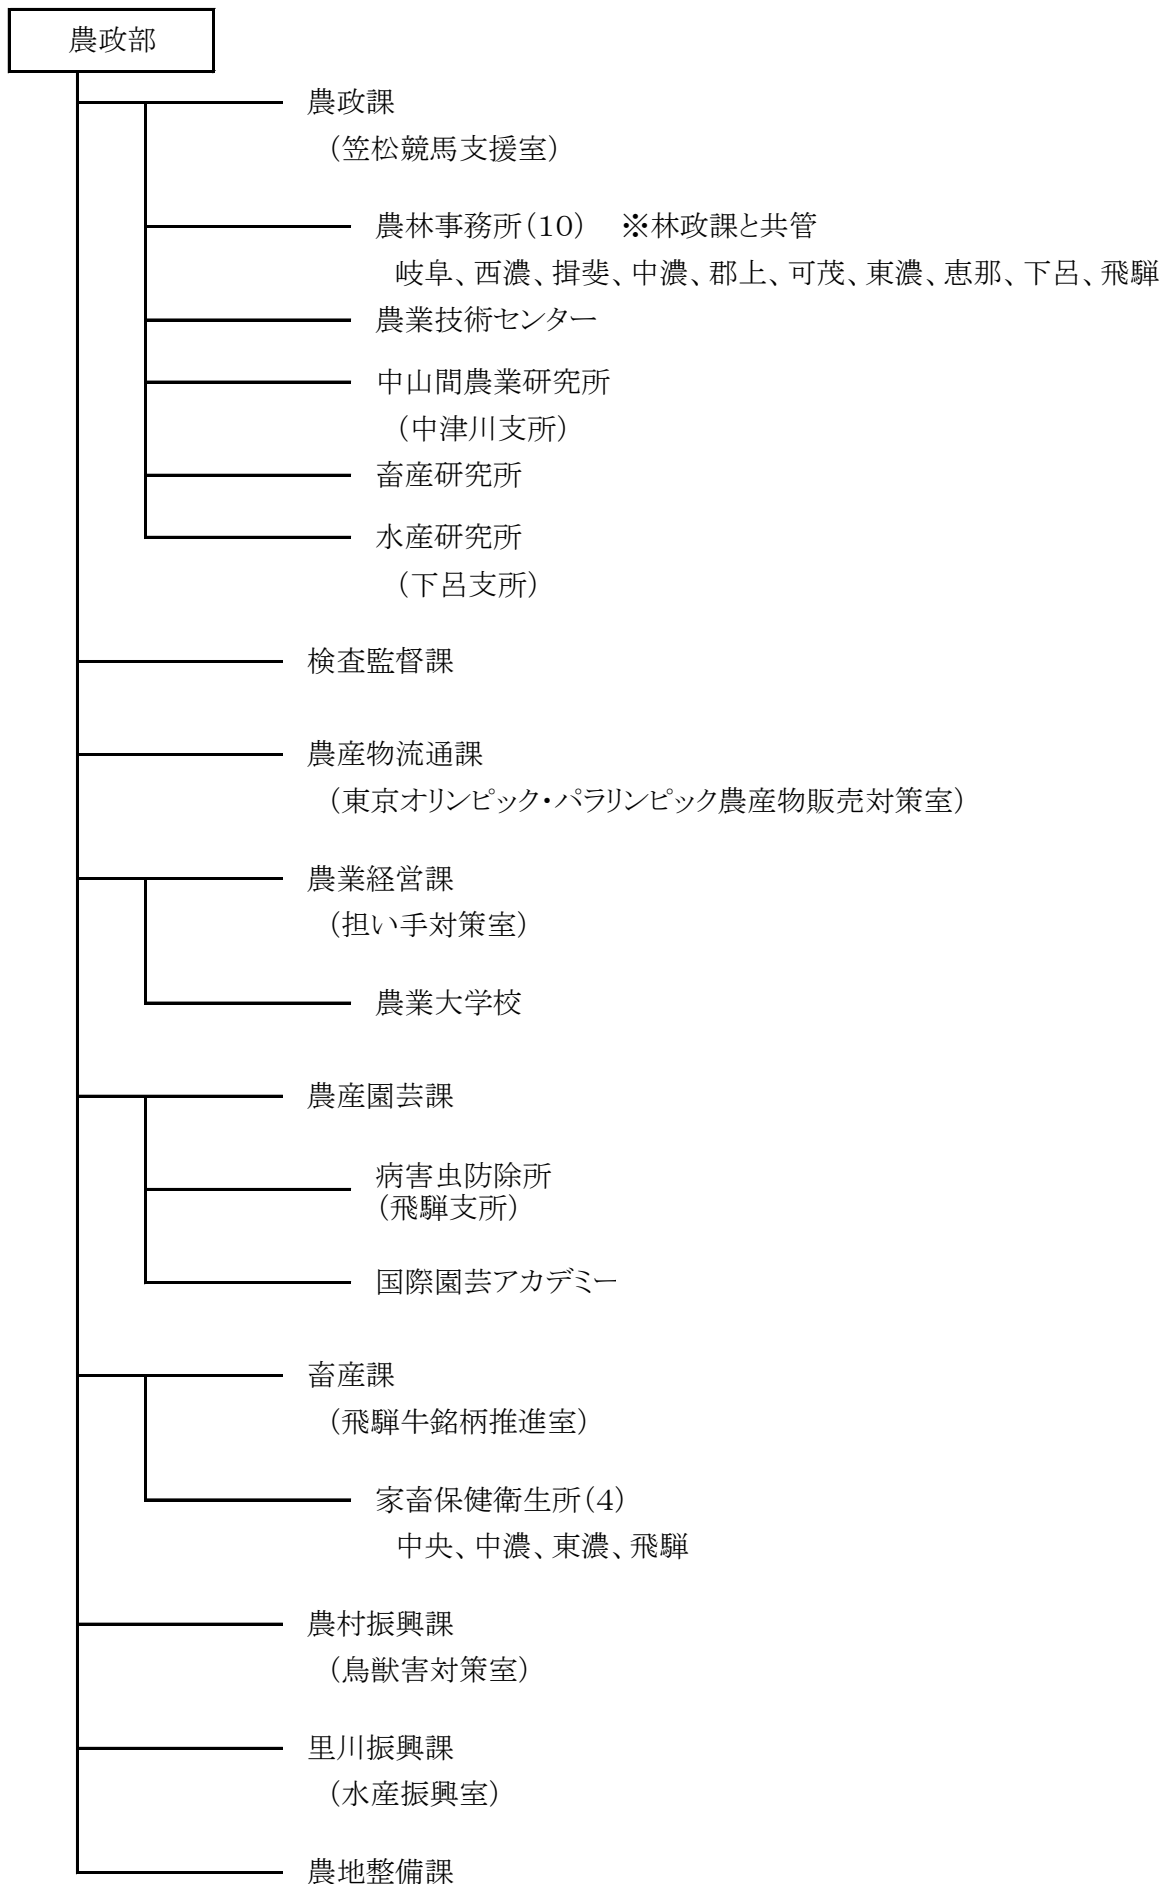 農政部
農政課
（笠松競馬支援室）
農林事務所（10）　※林政課と共管
岐阜、西濃、揖斐、中濃、郡上、可茂、東濃、恵那、下呂、飛騨
農業技術センター
中山間農業研究所
（中津川支所）
畜産研究所
水産研究所
（下呂支所）
検査監督課
農産物流通課
（東京オリンピック・パラリンピック農産物販売対策室）
農業経営課
（担い手対策室）
農業大学校
農産園芸課
病害虫防除所
（飛騨支所）
国際園芸アカデミー
畜産課
（飛騨牛銘柄推進室）
家畜保健衛生所（4）
中央、中濃、東濃、飛騨
農村振興課
（鳥獣害対策室）
里川振興課
（水産振興室）
農地整備課